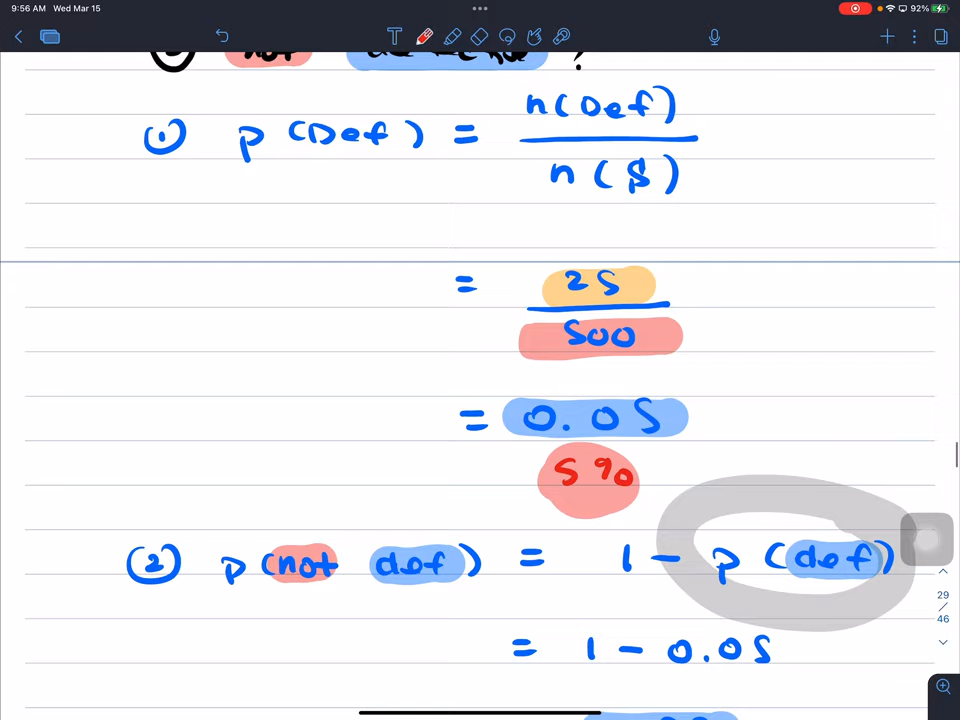 9:56 AM Wed Mar 15
92%
not ?
① P(Def) = n(Def)
n(S)
= 25
500
= 0.05
5%
② P(not def) = 1 - P(def)
= 1 - 0.05
29
/
46